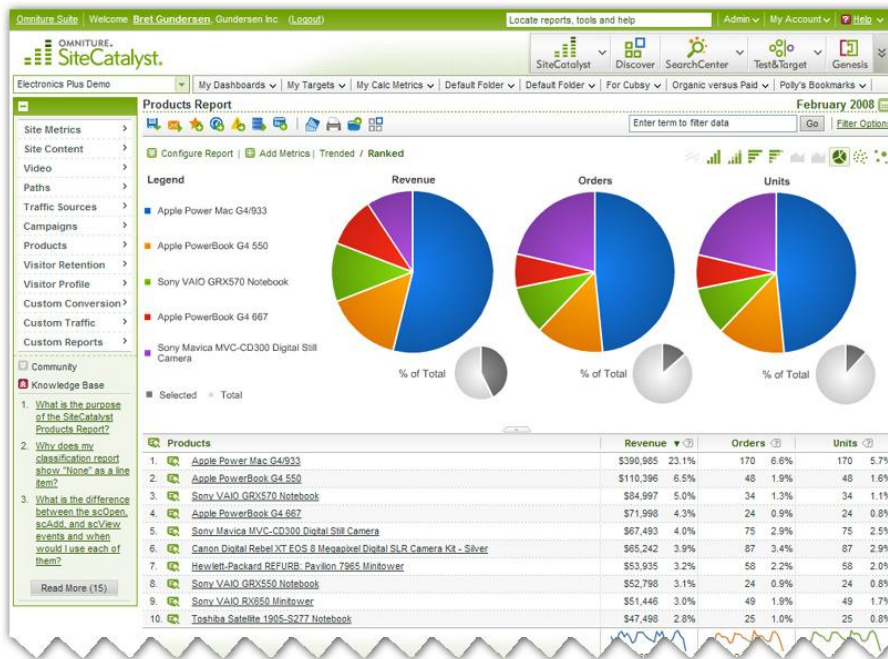 Omniture Suite Welcome Bret Gundersen, Gundersen Inc (Logout) Locate reports, tools and help Admin My Account Help
OMNITURE.
SiteCatalyst.
SiteCatalyst Discover SearchCenter Test&Target Genesis
Electronics Plus Demo My Dashboards My Targets My Calc Metrics Default Folder Default Folder For Cubsy Organic versus Paid Polly's Bookmarks
Products Report February 2008
Enter term to filter data Go Filter Options
Site Metrics
Site Content
Video
Paths
Traffic Sources
Campaigns
Products
Visitor Retention
Visitor Profile
Custom Conversion
Custom Traffic
Custom Reports
Community
Knowledge Base
1. What is the purpose
of the SiteCatalyst
Products Report?
2. Why does my
classification report
show "None" as a line
item?
3. What is the difference
between the scOpen,
scAdd, and scView
events and when
would I use each of
them?
Read More (15)
Configure Report | Add Metrics | Trended / Ranked
Legend Revenue Orders Units
Apple Power Mac G4/933
Apple PowerBook G4 550
Sony VAIO GRX570 Notebook
Apple PowerBook G4 667
Sony Mavica MVC-CD300 Digital Still
Camera
% of Total % of Total % of Total
Selected Total
Products Revenue Orders Units
1. Apple Power Mac G4/933 $390,985 23.1% 170 6.6% 170 5.7%
2. Apple PowerBook G4 550 $110,396 6.5% 48 1.9% 48 1.6%
3. Sony VAIO GRX570 Notebook $84,997 5.0% 34 1.3% 34 1.1%
4. Apple PowerBook G4 667 $71,998 4.3% 24 0.9% 24 0.8%
5. Sony Mavica MVC-CD300 Digital Still Camera $67,493 4.0% 75 2.9% 75 2.5%
6. Canon Digital Rebel XT EOS 8 Megapixel Digital SLR Camera Kit - Silver $65,242 3.9% 87 3.4% 87 2.9%
7. Hewlett-Packard REFURB: Pavilion 7965 Minitower $53,935 3.2% 58 2.2% 58 2.0%
8. Sony VAIO GRX550 Notebook $52,798 3.1% 24 0.9% 24 0.8%
9. Sony VAIO RX650 Minitower $51,446 3.0% 49 1.9% 49 1.7%
10. Toshiba Satellite 1905-S277 Notebook $47,498 2.8% 25 1.0% 25 0.8%